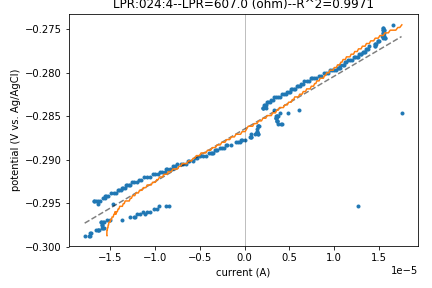 LPR:024:4--LPR=607.0 (ohm)--R^2=0.9971
potential (V vs. Ag/AgCl)
−0.275
−0.280
−0.285
−0.290
−0.295
−0.300
−1.5 −1.0 −0.5 0.0 0.5 1.0 1.5
1e−5
current (A)